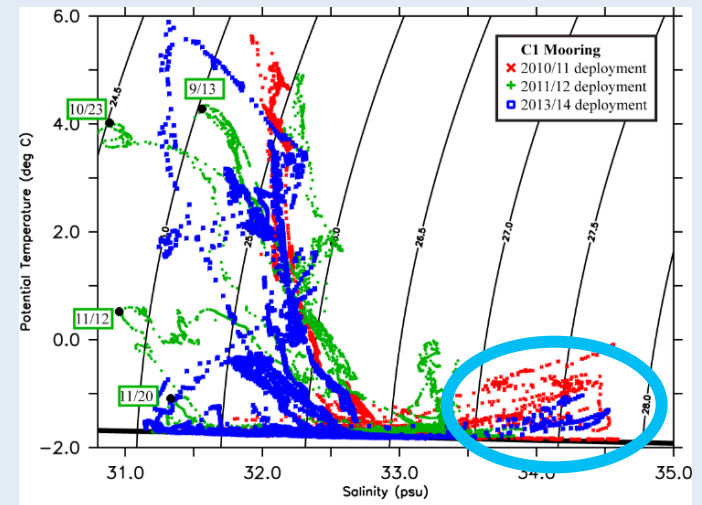 6.0
C1 Mooring
2010/11 deployment
2011/12 deployment
2013/14 deployment
9/13
10/23
24.5
4.0
Potential Temperature (deg C)
2.0
26.5
27.0
27.5
0.0
11/12
11/20
28.0
−2.0
31.0 32.0 33.0 34.0 35.0
Salinity (psu)